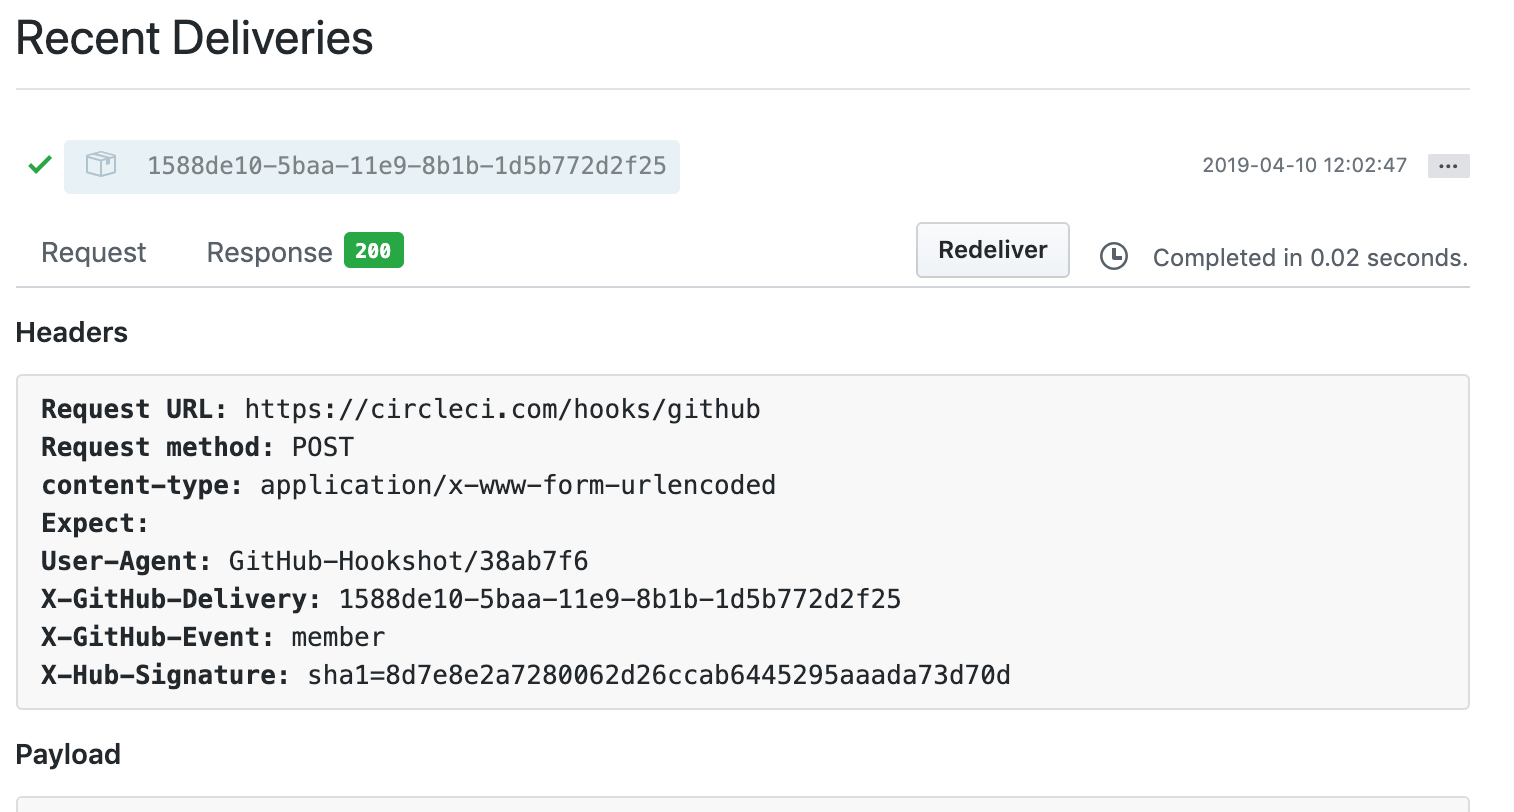 Recent Deliveries
1588de10-5baa-11e9-8b1b-1d5b772d2f25 2019-04-10 12:02:47 ...
Request Response 200 Redeliver Completed in 0.02 seconds.
Headers
Request URL: https://circleci.com/hooks/github
Request method: POST
content-type: application/x-www-form-urlencoded
Expect:
User-Agent: GitHub-Hookshot/38ab7f6
X-GitHub-Delivery: 1588de10-5baa-11e9-8b1b-1d5b772d2f25
X-GitHub-Event: member
X-Hub-Signature: sha1=8d7e8e2a7280062d26ccab6445295aaada73d70d
Payload